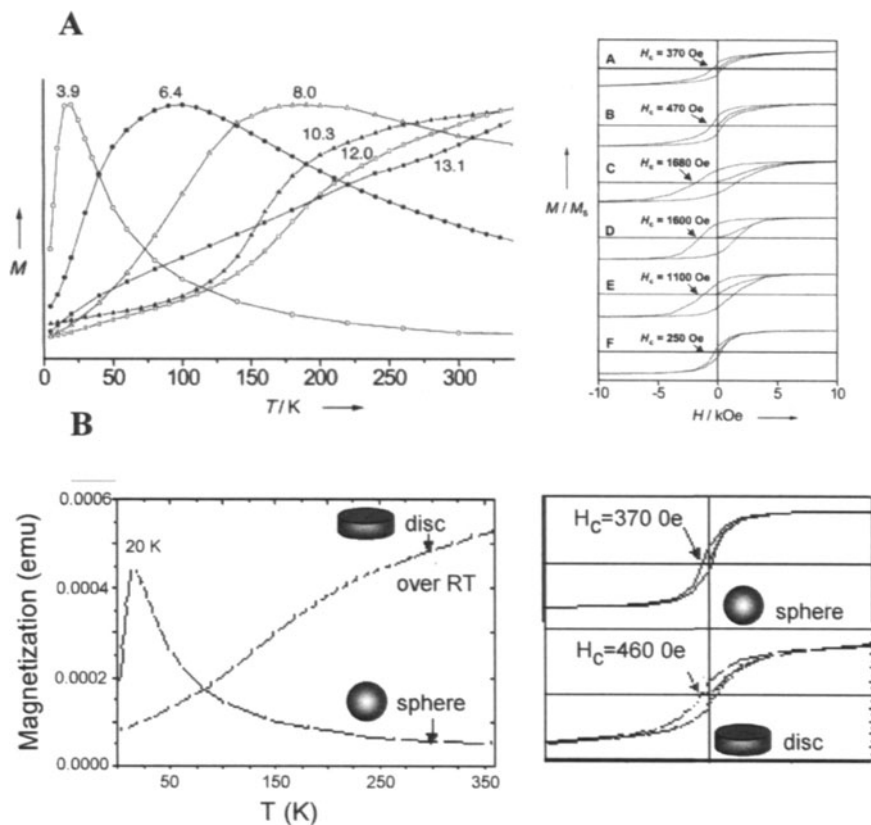 A
3.9
6.4
8.0
10.3
12.0
13.1
M
0 50 100 150 200 250 300
T / K
A Hc = 370 Oe
B Hc = 470 Oe
C Hc = 1680 Oe
D Hc = 1600 Oe
E Hc = 1100 Oe
F Hc = 250 Oe
M / Ms
-10 -5 0 5 10
H / kOe
B
Magnetization (emu)
0.0006
0.0004
0.0002
0.0000
20 K
disc
over RT
sphere
50 150 250 350
T (K)
Hc=370 0e
sphere
Hc=460 0e
disc